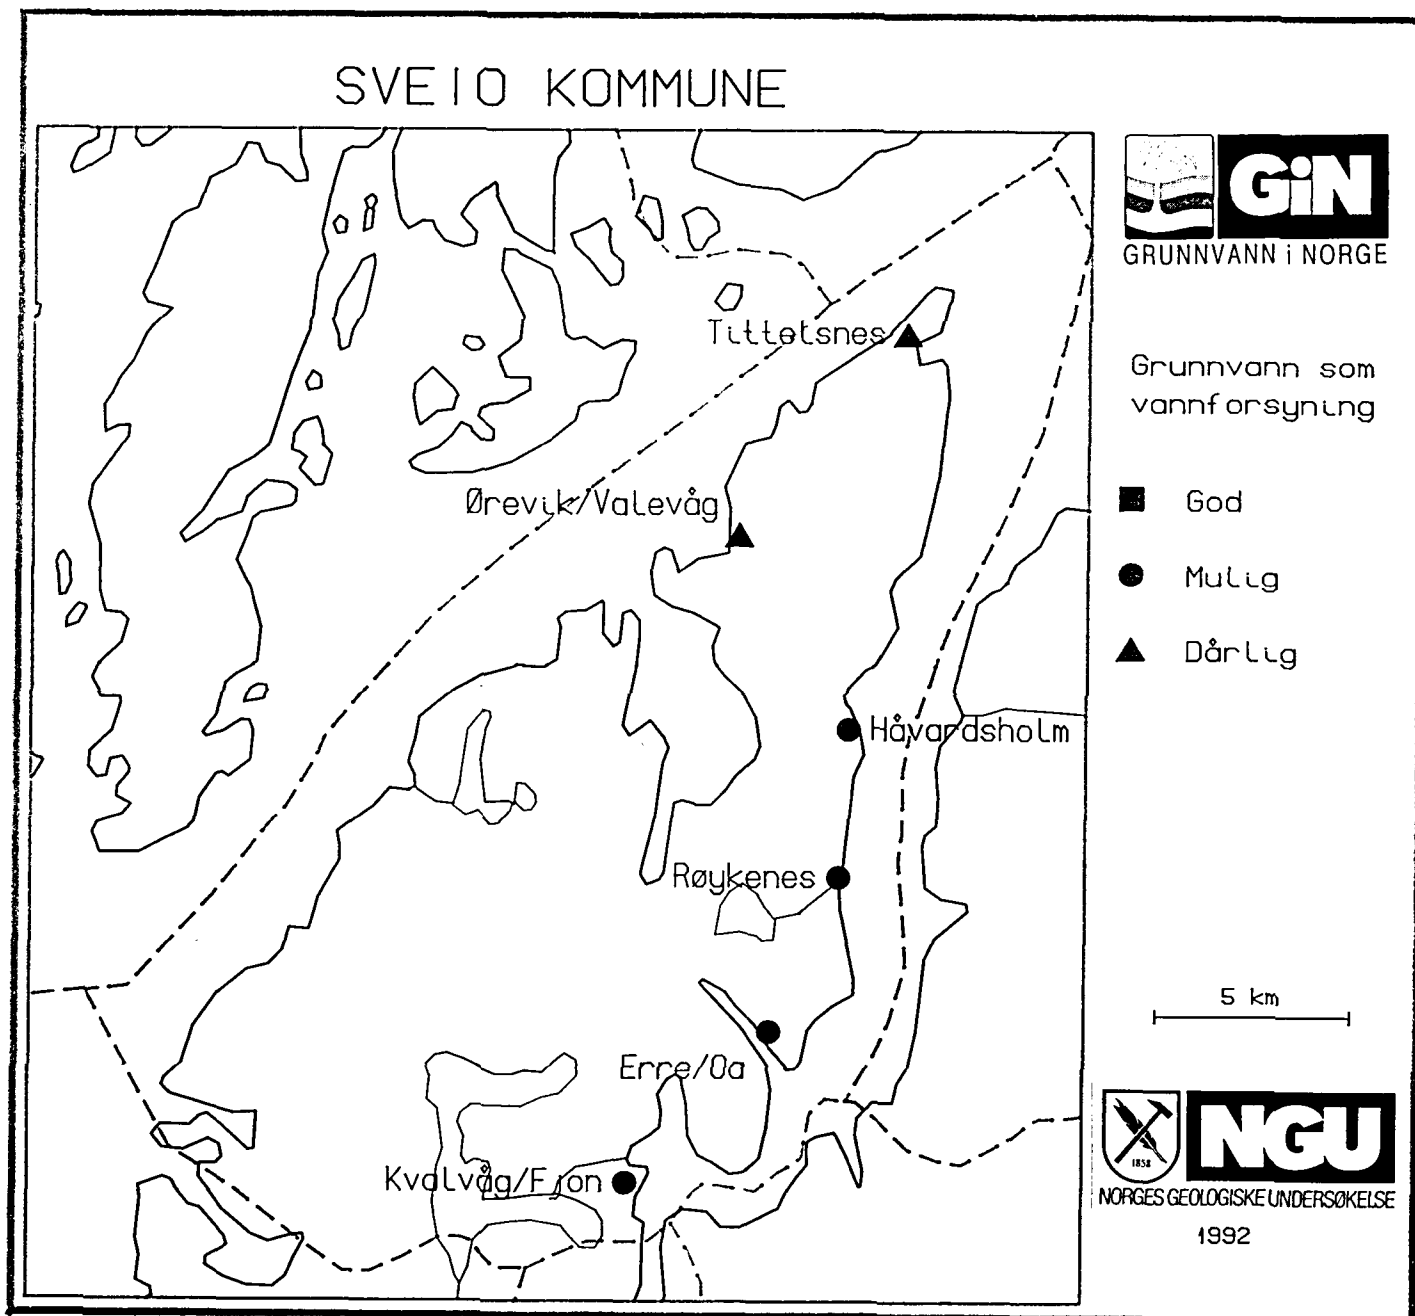 SVEIO KOMMUNE
GiN
GRUNNVANN i NORGE
Tittelsnes
Grunnvann som
vannforsyning
Ørevik/Valevåg
God
Mulig
Dårlig
Håvardsholm
Røykenes
5 km
Erre/Oa
1858
NGU
Kvalvåg/Fjon
NORGES GEOLOGISKE UNDERSØKELSE
1992